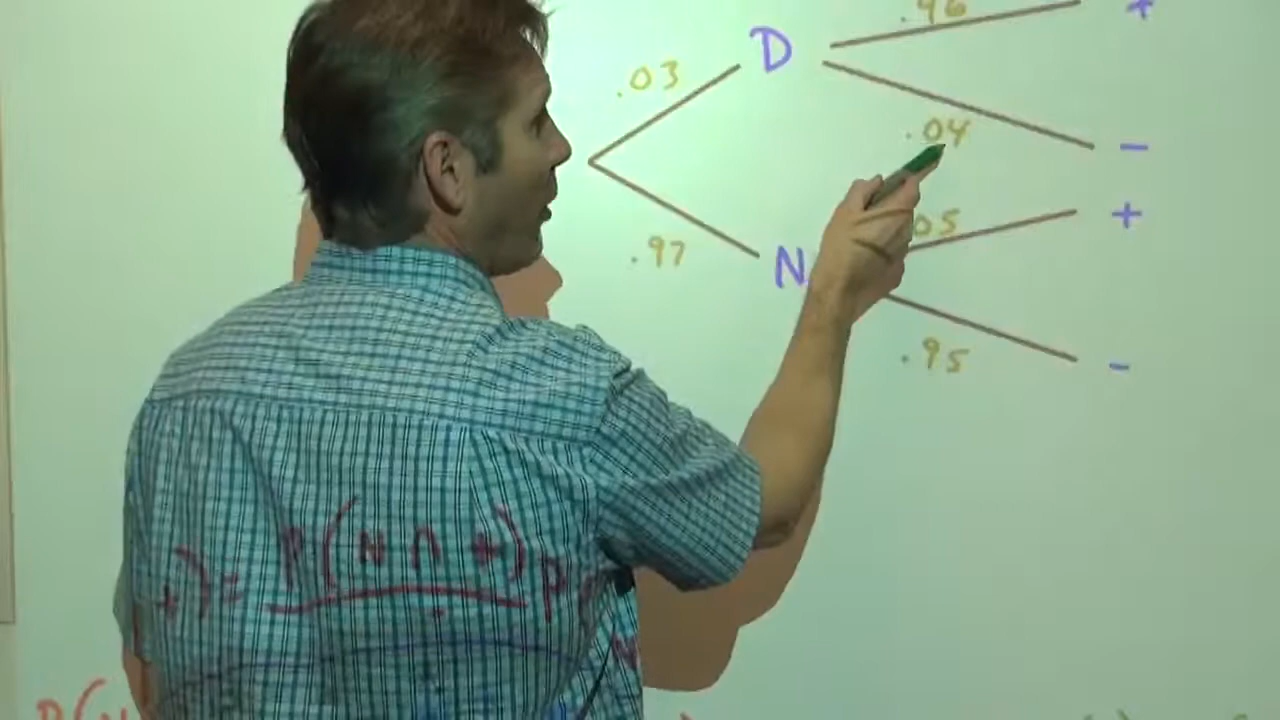 .96 +
.03 D
.04 -
N .05 +
.97
.95 -
+) = P(N ∩ +) P